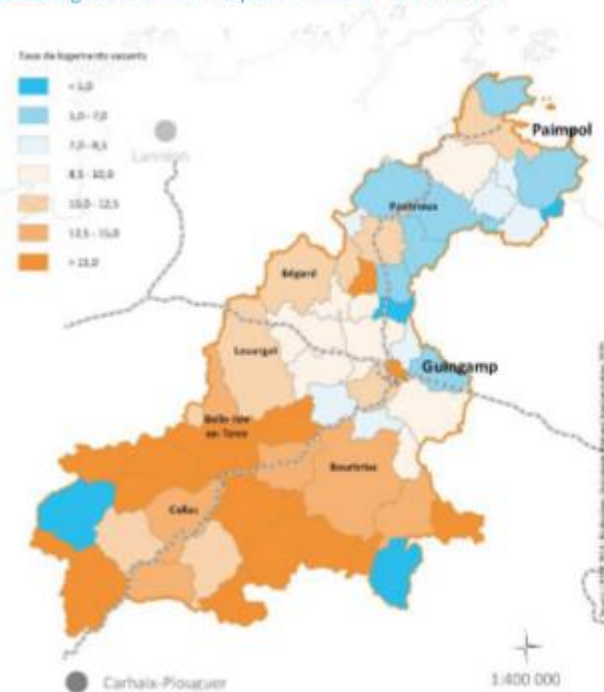 Taux de logements vacants
< 5,0
5,0 - 7,0
7,0 - 8,5
8,5 - 10,0
10,0 - 12,5
12,5 - 15,0
> 15,0
Lannion
Paimpol
Pontrieux
Bégard
Louargat
Guingamp
Belle-Isle-
en-Terre
Bourbriac
Callac
Carhaix-Plouguer
1:400 000